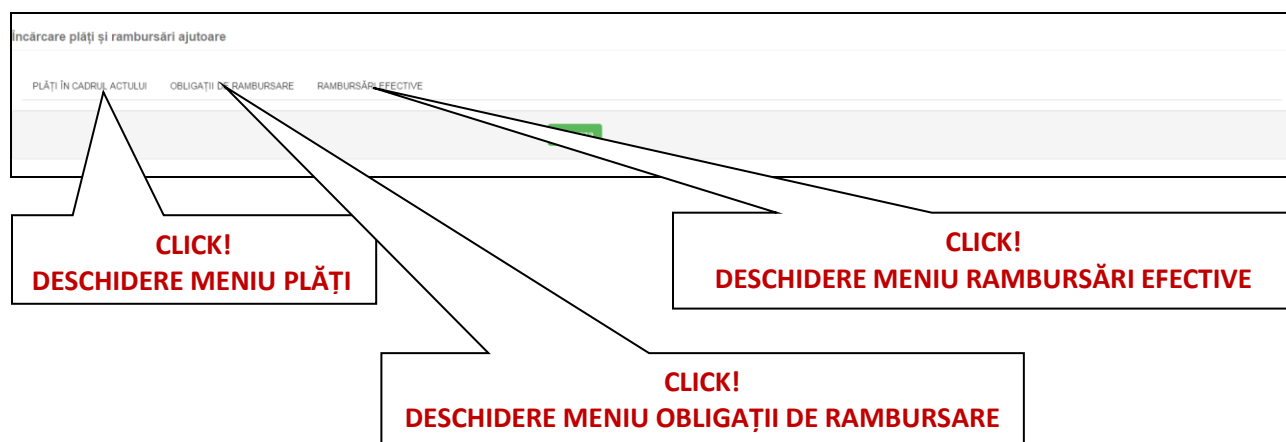 Încărcare plăți și rambursări ajutoare
PLĂȚI ÎN CADRUL ACTULUI OBLIGAȚII DE RAMBURSARE RAMBURSĂRI EFECTIVE
CLICK!
DESCHIDERE MENIU PLĂȚI
CLICK!
DESCHIDERE MENIU RAMBURSĂRI EFECTIVE
CLICK!
DESCHIDERE MENIU OBLIGAȚII DE RAMBURSARE